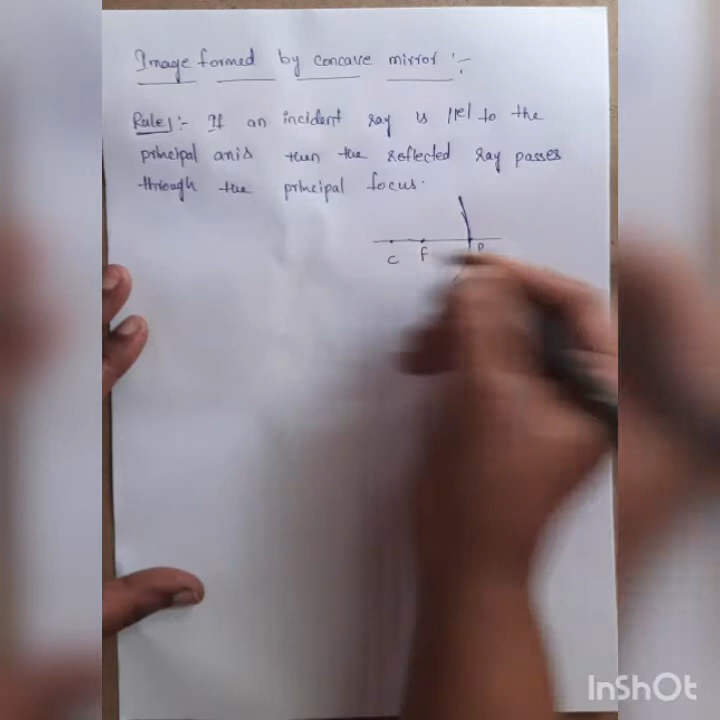 Image formed by concave mirror :-
Rules:- If an incident ray is ||el to the
principal axis then the reflected ray passes
through the principal focus.
C F P
InShOt